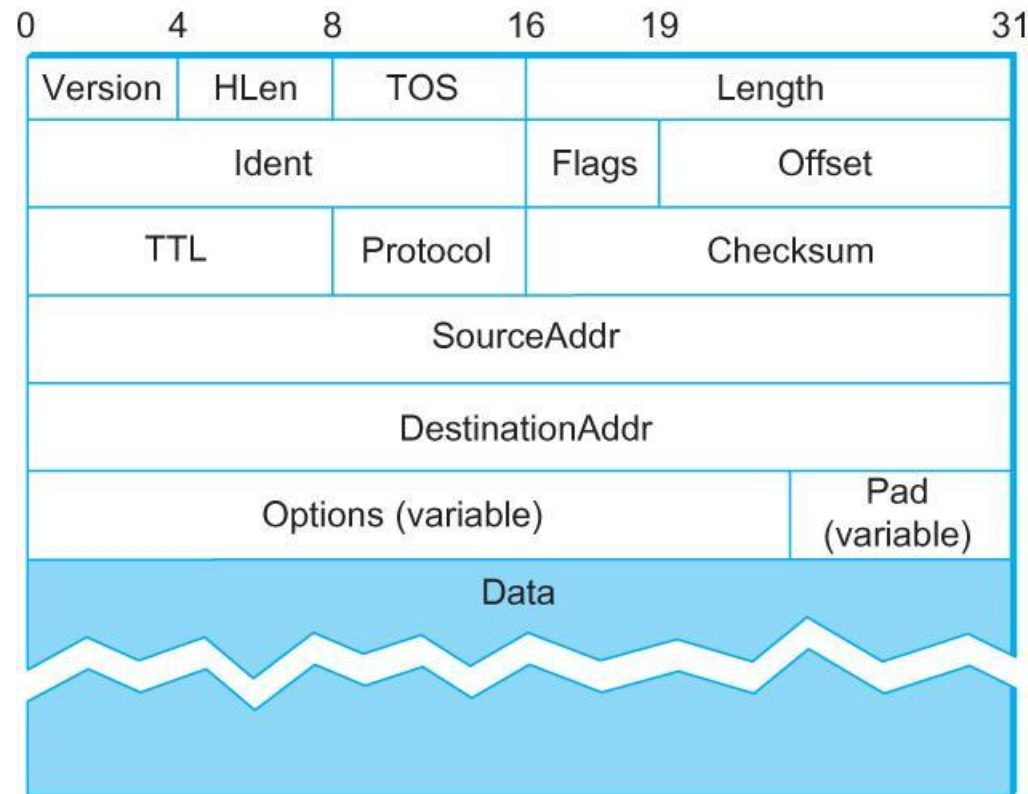 0 4 8 16 19 31
Version HLen TOS Length
Ident Flags Offset
TTL Protocol Checksum
SourceAddr
DestinationAddr
Options (variable) Pad
(variable)
Data